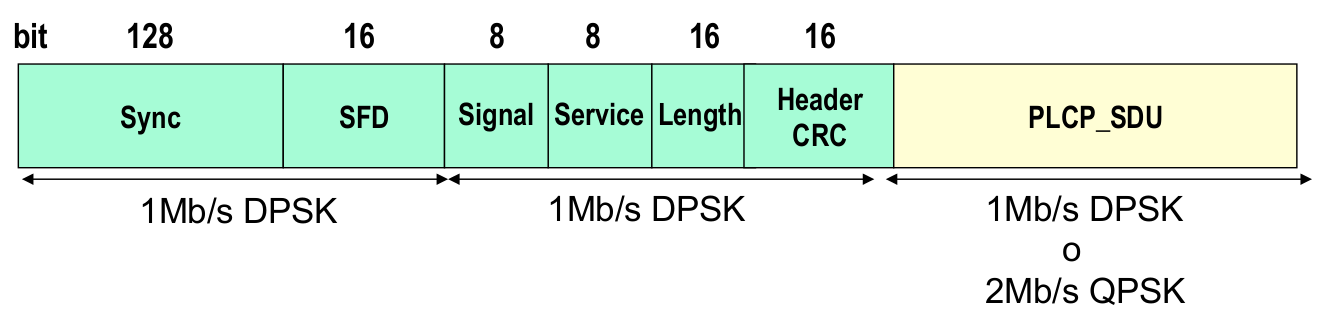 bit 128 16 8 8 16 16
Sync SFD Signal Service Length Header CRC PLCP_SDU
1Mb/s DPSK 1Mb/s DPSK 1Mb/s DPSK
o
2Mb/s QPSK